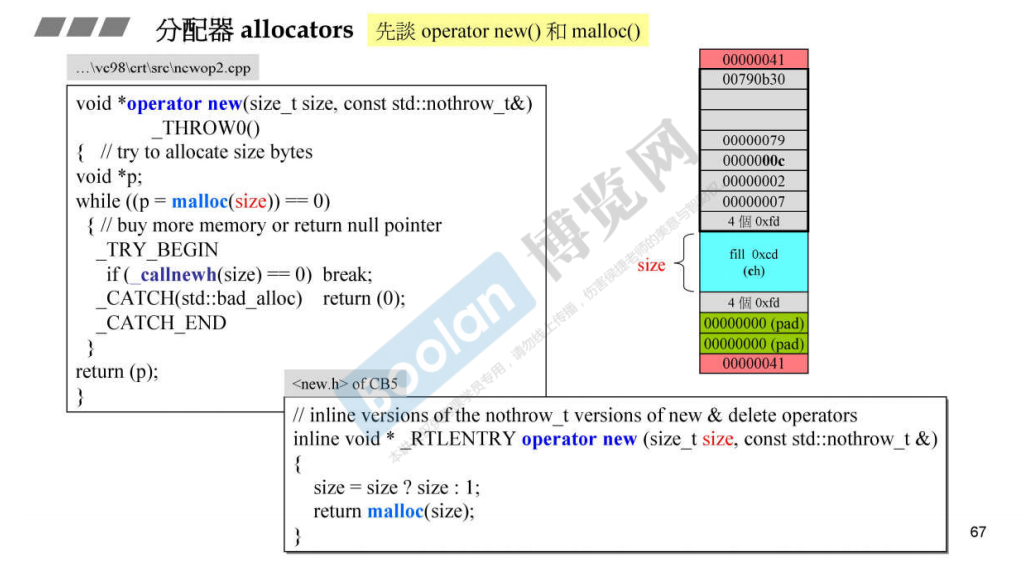 分配器 allocators
先談 operator new() 和 malloc()
…\vc98\crt\src\newop2.cpp
void *operator new(size_t size, const std::nothrow_t&)
_THROW0()
{ // try to allocate size bytes
void *p;
while ((p = malloc(size)) == 0)
{ // buy more memory or return null pointer
_TRY_BEGIN
if (_callnewh(size) == 0) break;
_CATCH(std::bad_alloc) return (0);
_CATCH_END
}
return (p);
}
<new.h> of CB5
// inline versions of the nothrow_t versions of new & delete operators
inline void * _RTLENTRY operator new (size_t size, const std::nothrow_t &)
{
size = size ? size : 1;
return malloc(size);
}
00000041
00790b30
00000079
0000000c
00000002
00000007
4 個 0xfd
size
fill 0xcd
(ch)
4 個 0xfd
00000000 (pad)
00000000 (pad)
00000041
boolan 博览网
67